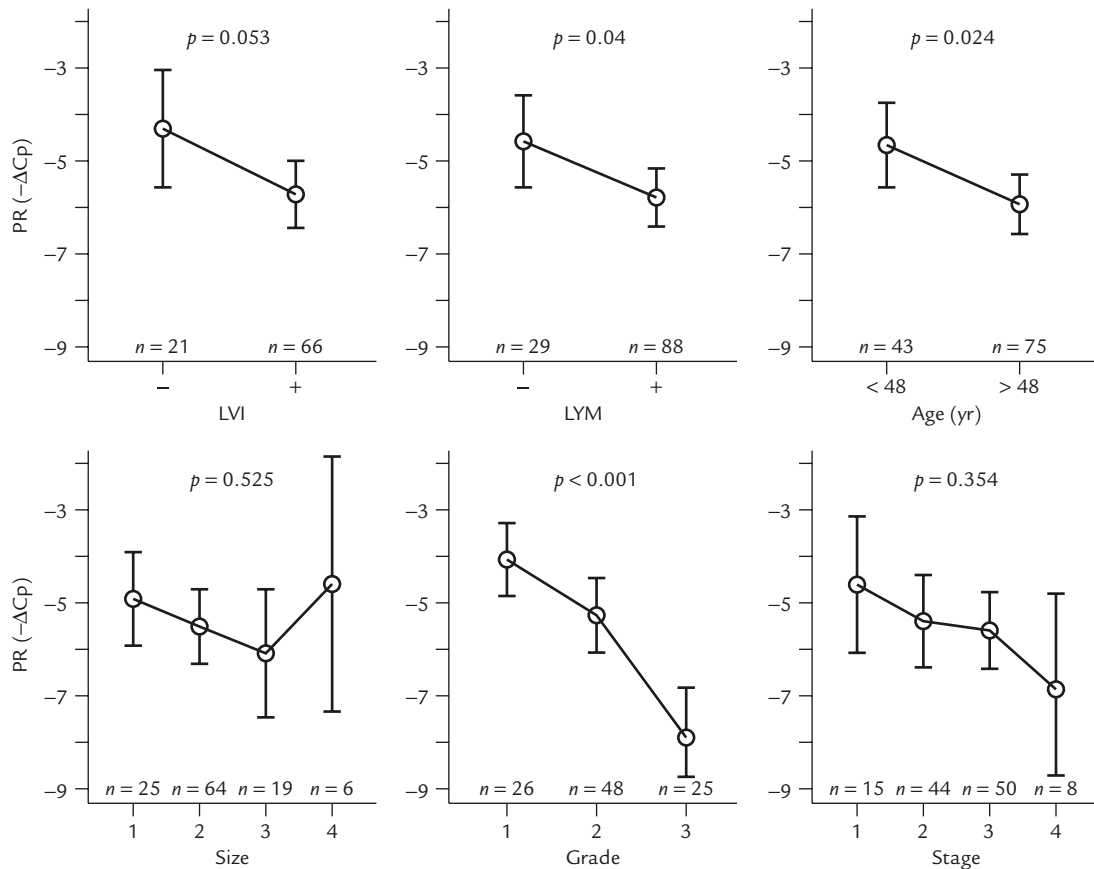 p = 0.053
p = 0.04
p = 0.024
PR (−ΔCp)
−3
−5
−7
−9
−3
−5
−7
−9
−3
−5
−7
−9
n = 21 n = 66
n = 29 n = 88
n = 43 n = 75
− +
− +
< 48 > 48
LVI
LYM
Age (yr)
p = 0.525
p < 0.001
p = 0.354
PR (−ΔCp)
−3
−5
−7
−9
−3
−5
−7
−9
−3
−5
−7
−9
n = 25 n = 64 n = 19 n = 6
n = 26 n = 48 n = 25
n = 15 n = 44 n = 50 n = 8
1 2 3 4
1 2 3
1 2 3 4
Size
Grade
Stage